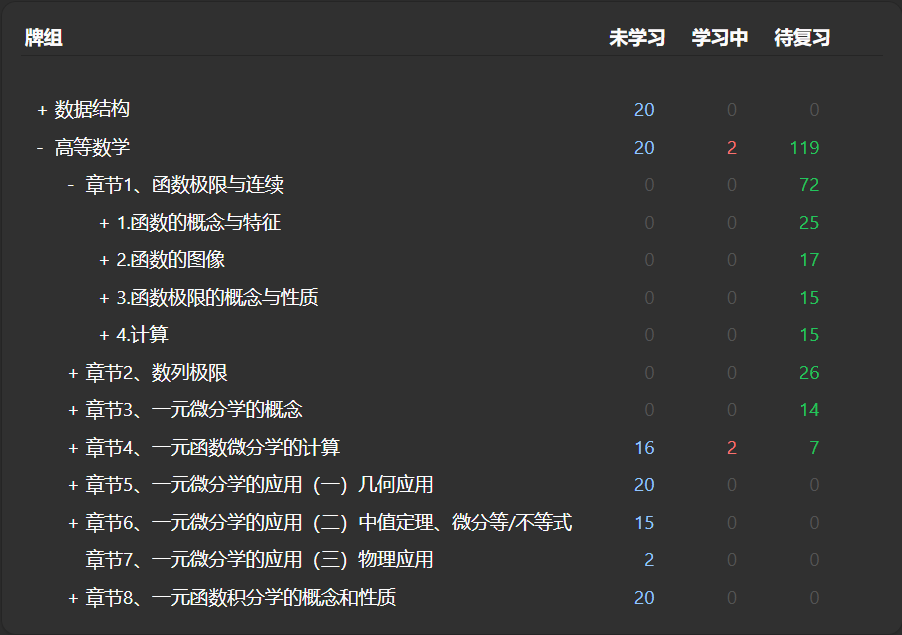 牌组 未学习 学习中 待复习
+ 数据结构 20 0 0
- 高等数学 20 2 119
- 章节1、函数极限与连续 0 0 72
+ 1.函数的概念与特征 0 0 25
+ 2.函数的图像 0 0 17
+ 3.函数极限的概念与性质 0 0 15
+ 4.计算 0 0 15
+ 章节2、数列极限 0 0 26
+ 章节3、一元微分学的概念 0 0 14
+ 章节4、一元函数微分学的计算 16 2 7
+ 章节5、一元微分学的应用（一）几何应用 20 0 0
+ 章节6、一元微分学的应用（二）中值定理、微分等/不等式 15 0 0
章节7、一元微分学的应用（三）物理应用 2 0 0
+ 章节8、一元函数积分学的概念和性质 20 0 0